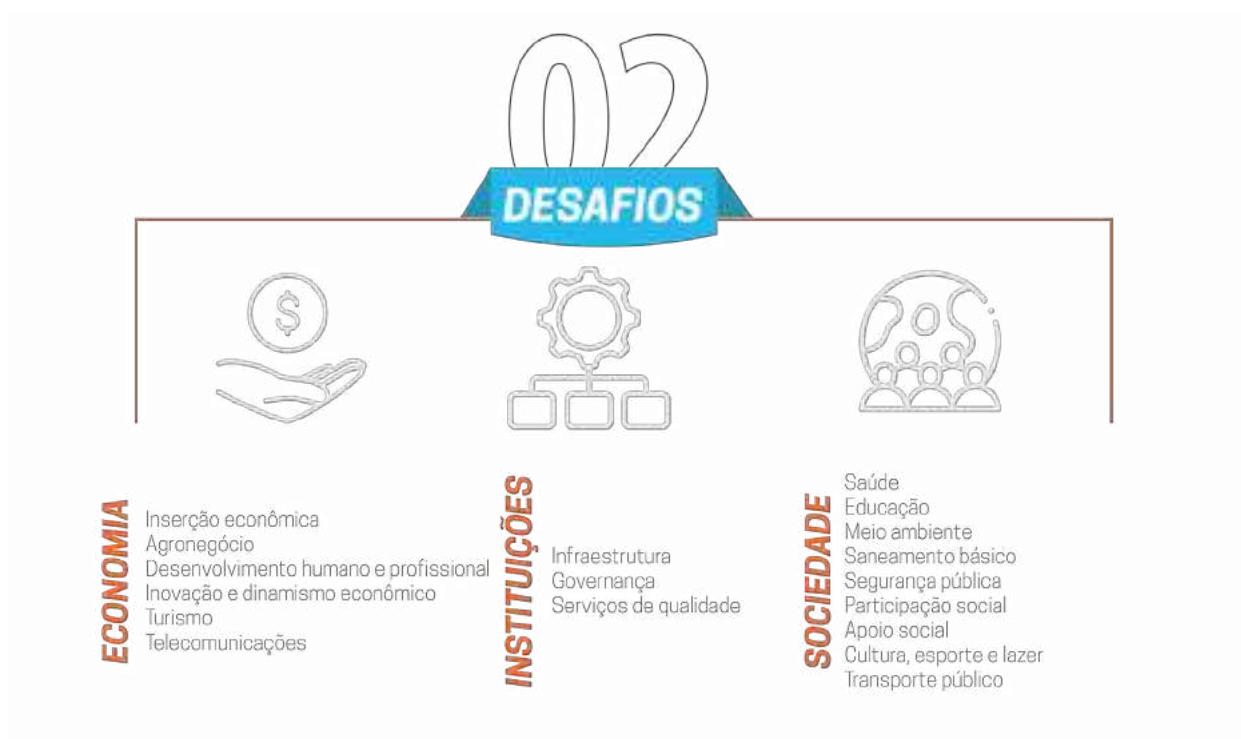 02
DESAFIOS
$
ECONOMIA
Inserção econômica
Agronegócio
Desenvolvimento humano e profissional
Inovação e dinamismo econômico
Turismo
Telecomunicações
INSTITUIÇÕES
Infraestrutura
Governança
Serviços de qualidade
SOCIEDADE
Saúde
Educação
Meio ambiente
Saneamento básico
Segurança pública
Participação social
Apoio social
Cultura, esporte e lazer
Transporte público